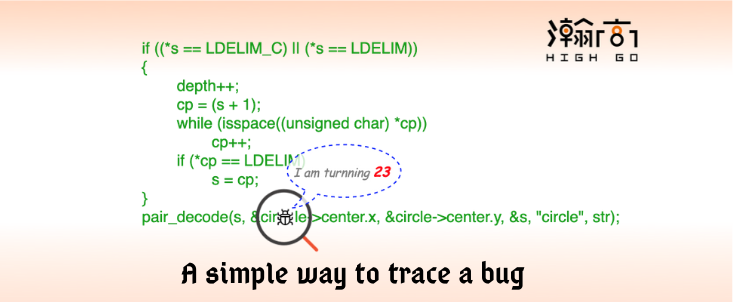 瀚高
HIGH GO
if ((*s == LDELIM_C) || (*s == LDELIM))
{
depth++;
cp = (s + 1);
while (isspace((unsigned char) *cp))
cp++;
if (*cp == LDELIM)
s = cp;
}
I am turnning 23
pair_decode(s, &circle->center.x, &circle->center.y, &s, "circle", str);
A simple way to trace a bug